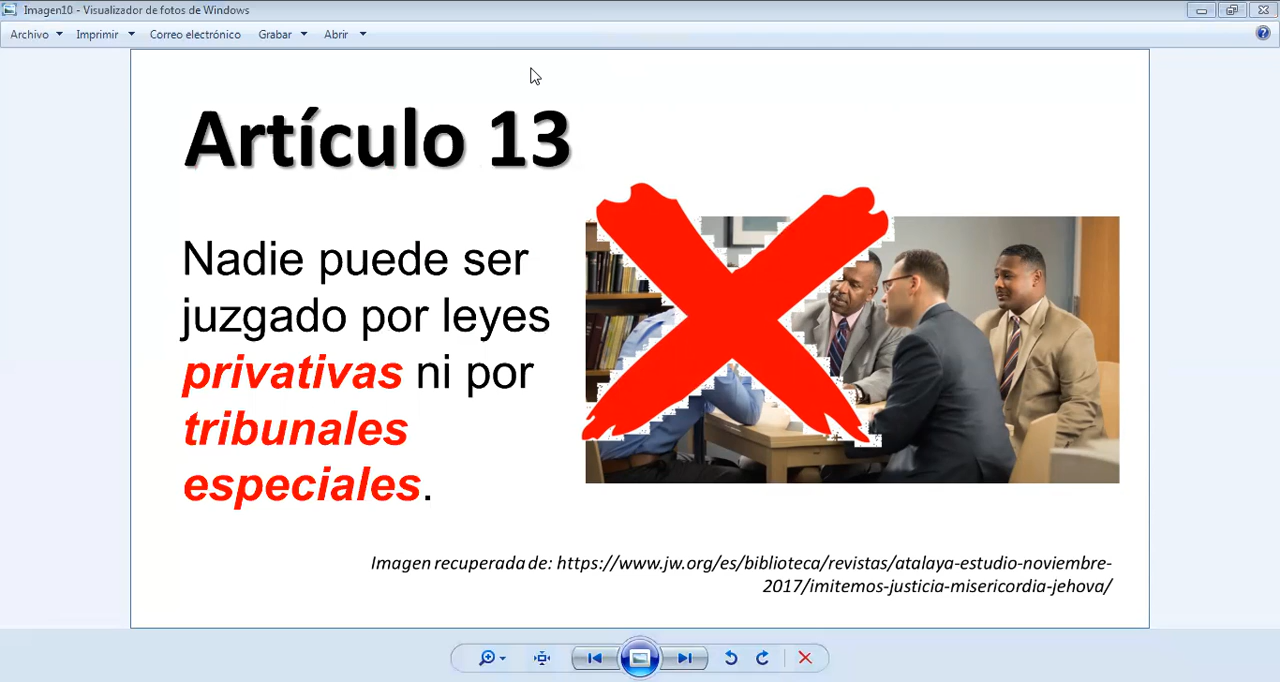 Imagen10 - Visualizador de fotos de Windows
Archivo Imprimir Correo electrónico Grabar Abrir
Artículo 13
Nadie puede ser
juzgado por leyes
privativas ni por
tribunales
especiales.
Imagen recuperada de: https://www.jw.org/es/biblioteca/revistas/atalaya-estudio-noviembre-
2017/imitemos-justicia-misericordia-jehova/